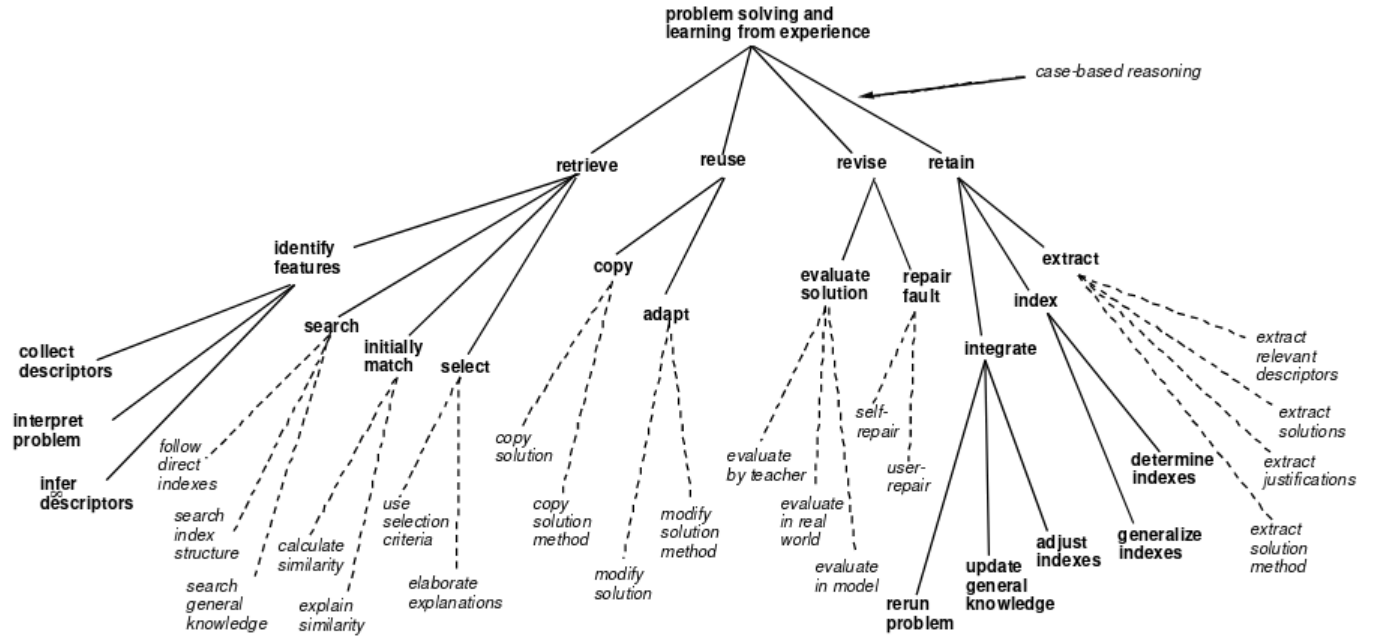 problem solving and
learning from experience
case-based reasoning
retrieve
reuse
revise
retain
identify
features
copy
evaluate
solution
repair
fault
extract
search
initially
match
select
adapt
index
integrate
collect
descriptors
interpret
problem
infer
descriptors
follow
direct
indexes
search
index
structure
search
general
knowledge
calculate
similarity
explain
similarity
use
selection
criteria
elaborate
explanations
copy
solution
copy
solution
method
modify
solution
modify
solution
method
evaluate
by teacher
evaluate
in real
world
evaluate
in model
self-
repair
user-
repair
rerun
problem
update
general
knowledge
adjust
indexes
generalize
indexes
determine
indexes
extract
relevant
descriptors
extract
solutions
extract
justifications
extract
solution
method